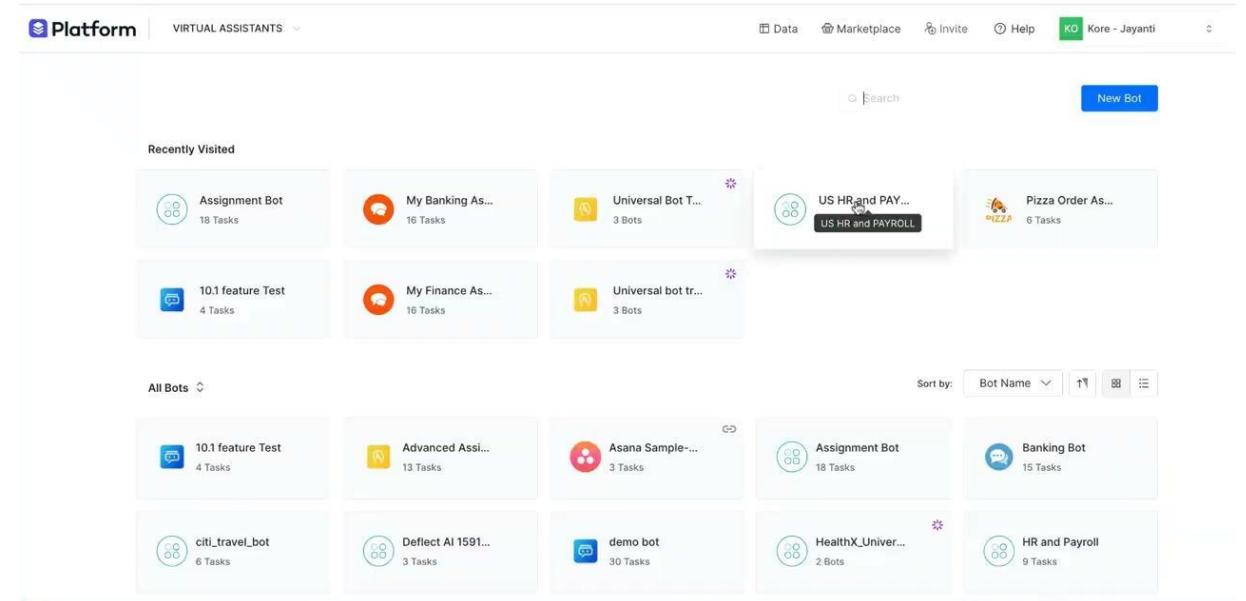 Platform VIRTUAL ASSISTANTS Data Marketplace Invite Help KO Kore - Jayanti
Search New Bot
Recently Visited
Assignment Bot My Banking As... Universal Bot T... US HR and PAY... Pizza Order As...
18 Tasks 16 Tasks 3 Bots US HR and PAYROLL PIZZA 6 Tasks
10.1 feature Test My Finance As... Universal bot tr...
4 Tasks 16 Tasks 3 Bots
All Bots Sort by: Bot Name
10.1 feature Test Advanced Assi... Asana Sample-... Assignment Bot Banking Bot
4 Tasks 13 Tasks 3 Tasks 18 Tasks 15 Tasks
citi_travel_bot Deflect AI 1591... demo bot HealthX_Univer... HR and Payroll
6 Tasks 3 Tasks 30 Tasks 2 Bots 9 Tasks